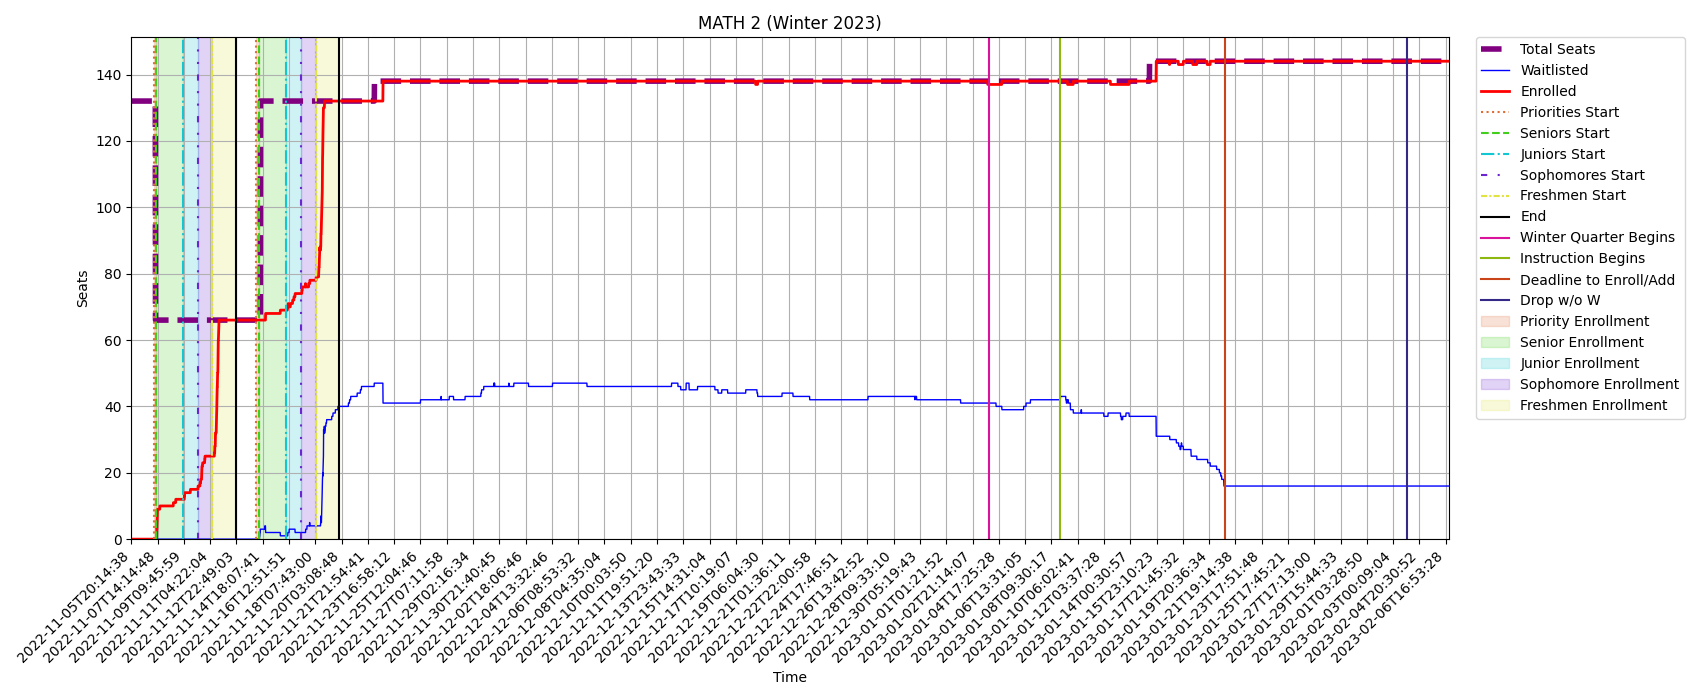 MATH 2 (Winter 2023)
Seats
140
120
100
80
60
40
20
0
2022-11-05T20:14:38
2022-11-07T14:14:48
2022-11-09T09:45:59
2022-11-11T04:22:04
2022-11-12T22:49:03
2022-11-14T18:07:41
2022-11-16T12:51:51
2022-11-18T07:43:00
2022-11-20T03:08:48
2022-11-21T21:54:41
2022-11-23T16:58:12
2022-11-25T12:04:46
2022-11-27T07:11:58
2022-11-29T02:16:34
2022-11-30T21:40:45
2022-12-02T18:06:46
2022-12-04T13:32:46
2022-12-06T08:53:32
2022-12-08T04:35:04
2022-12-10T00:03:50
2022-12-11T19:51:20
2022-12-13T23:43:33
2022-12-15T14:31:04
2022-12-17T10:19:07
2022-12-19T06:04:30
2022-12-21T01:36:11
2022-12-22T22:00:58
2022-12-24T17:46:51
2022-12-26T13:42:52
2022-12-28T09:33:10
2022-12-30T05:19:43
2023-01-01T01:21:52
2023-01-02T21:14:07
2023-01-04T17:25:28
2023-01-06T13:31:05
2023-01-08T09:30:17
2023-01-10T06:02:41
2023-01-12T03:37:28
2023-01-14T00:30:57
2023-01-15T23:10:23
2023-01-17T21:45:32
2023-01-19T20:36:34
2023-01-21T19:14:38
2023-01-23T17:51:48
2023-01-25T17:45:21
2023-01-27T17:13:00
2023-01-29T15:44:33
2023-02-01T03:28:50
2023-02-03T00:09:04
2023-02-04T20:30:52
2023-02-06T16:53:28
Time
Total Seats
Waitlisted
Enrolled
Priorities Start
Seniors Start
Juniors Start
Sophomores Start
Freshmen Start
End
Winter Quarter Begins
Instruction Begins
Deadline to Enroll/Add
Drop w/o W
Priority Enrollment
Senior Enrollment
Junior Enrollment
Sophomore Enrollment
Freshmen Enrollment